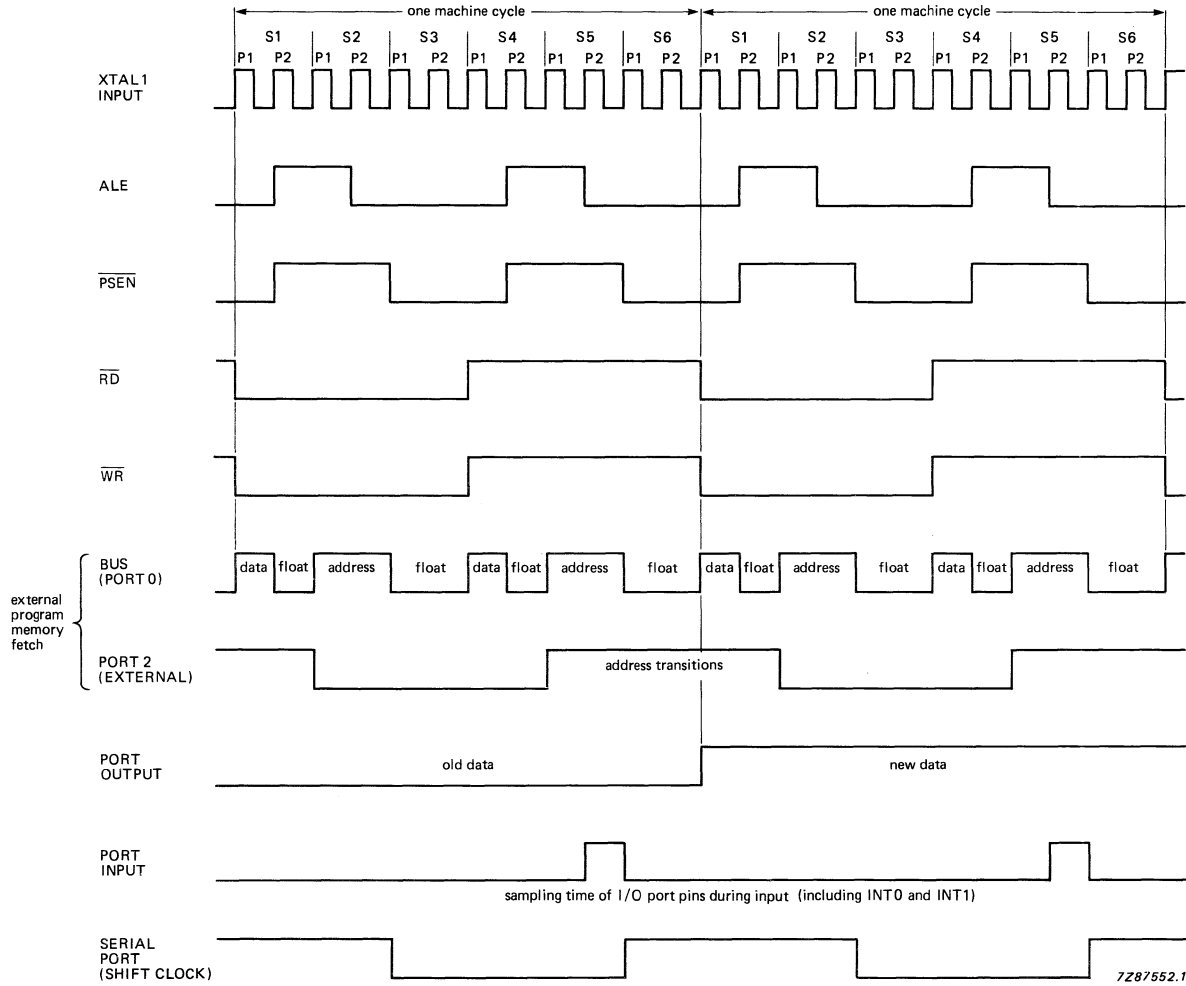 one machine cycle one machine cycle
S1 S2 S3 S4 S5 S6 S1 S2 S3 S4 S5 S6
P1 P2 P1 P2 P1 P2 P1 P2 P1 P2 P1 P2 P1 P2 P1 P2 P1 P2 P1 P2 P1 P2 P1 P2
XTAL1
INPUT
ALE
PSEN
RD
WR
external
program
memory
fetch
BUS
(PORT 0)
data float address float data float address float data float address float data float address float
PORT 2
(EXTERNAL)
address transitions
PORT
OUTPUT
old data new data
PORT
INPUT
sampling time of I/O port pins during input (including INT0 and INT1)
SERIAL
PORT
(SHIFT CLOCK)
7Z87552.1